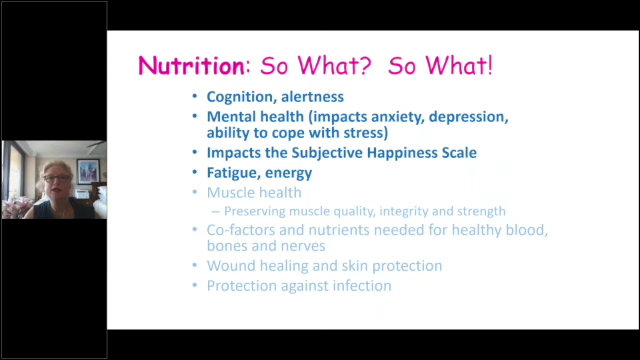 Nutrition: So What?  So What!
• Cognition, alertness
• Mental health (impacts anxiety, depression,
ability to cope with stress)
• Impacts the Subjective Happiness Scale
• Fatigue, energy
• Muscle health
– Preserving muscle quality, integrity and strength
• Co-factors and nutrients needed for healthy blood,
bones and nerves
• Wound healing and skin protection
• Protection against infection